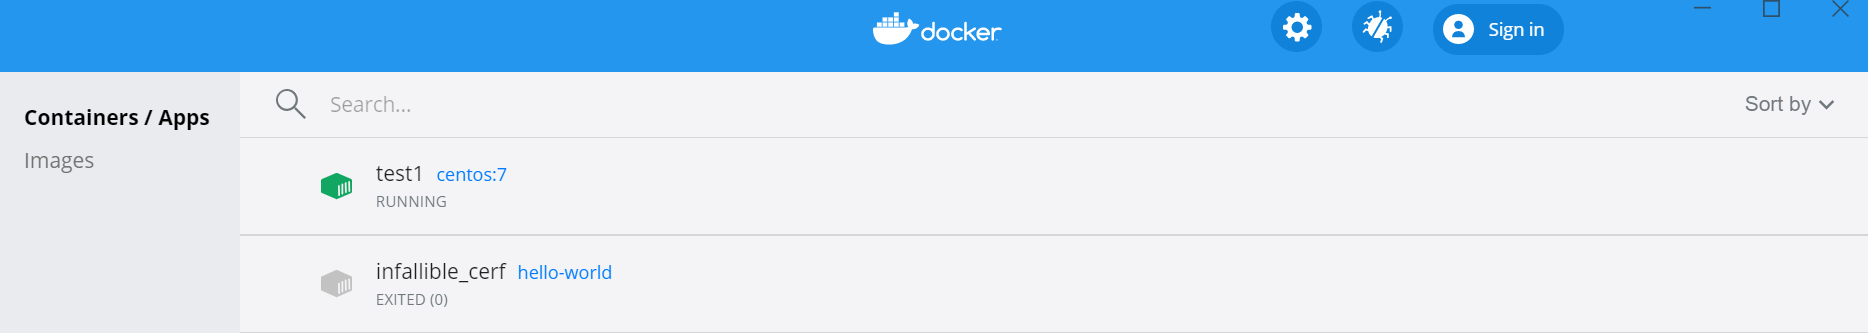 docker
Sign in
Containers / Apps
Images
Search...
Sort by
test1 centos:7
RUNNING
infallible_cerf hello-world
EXITED (0)